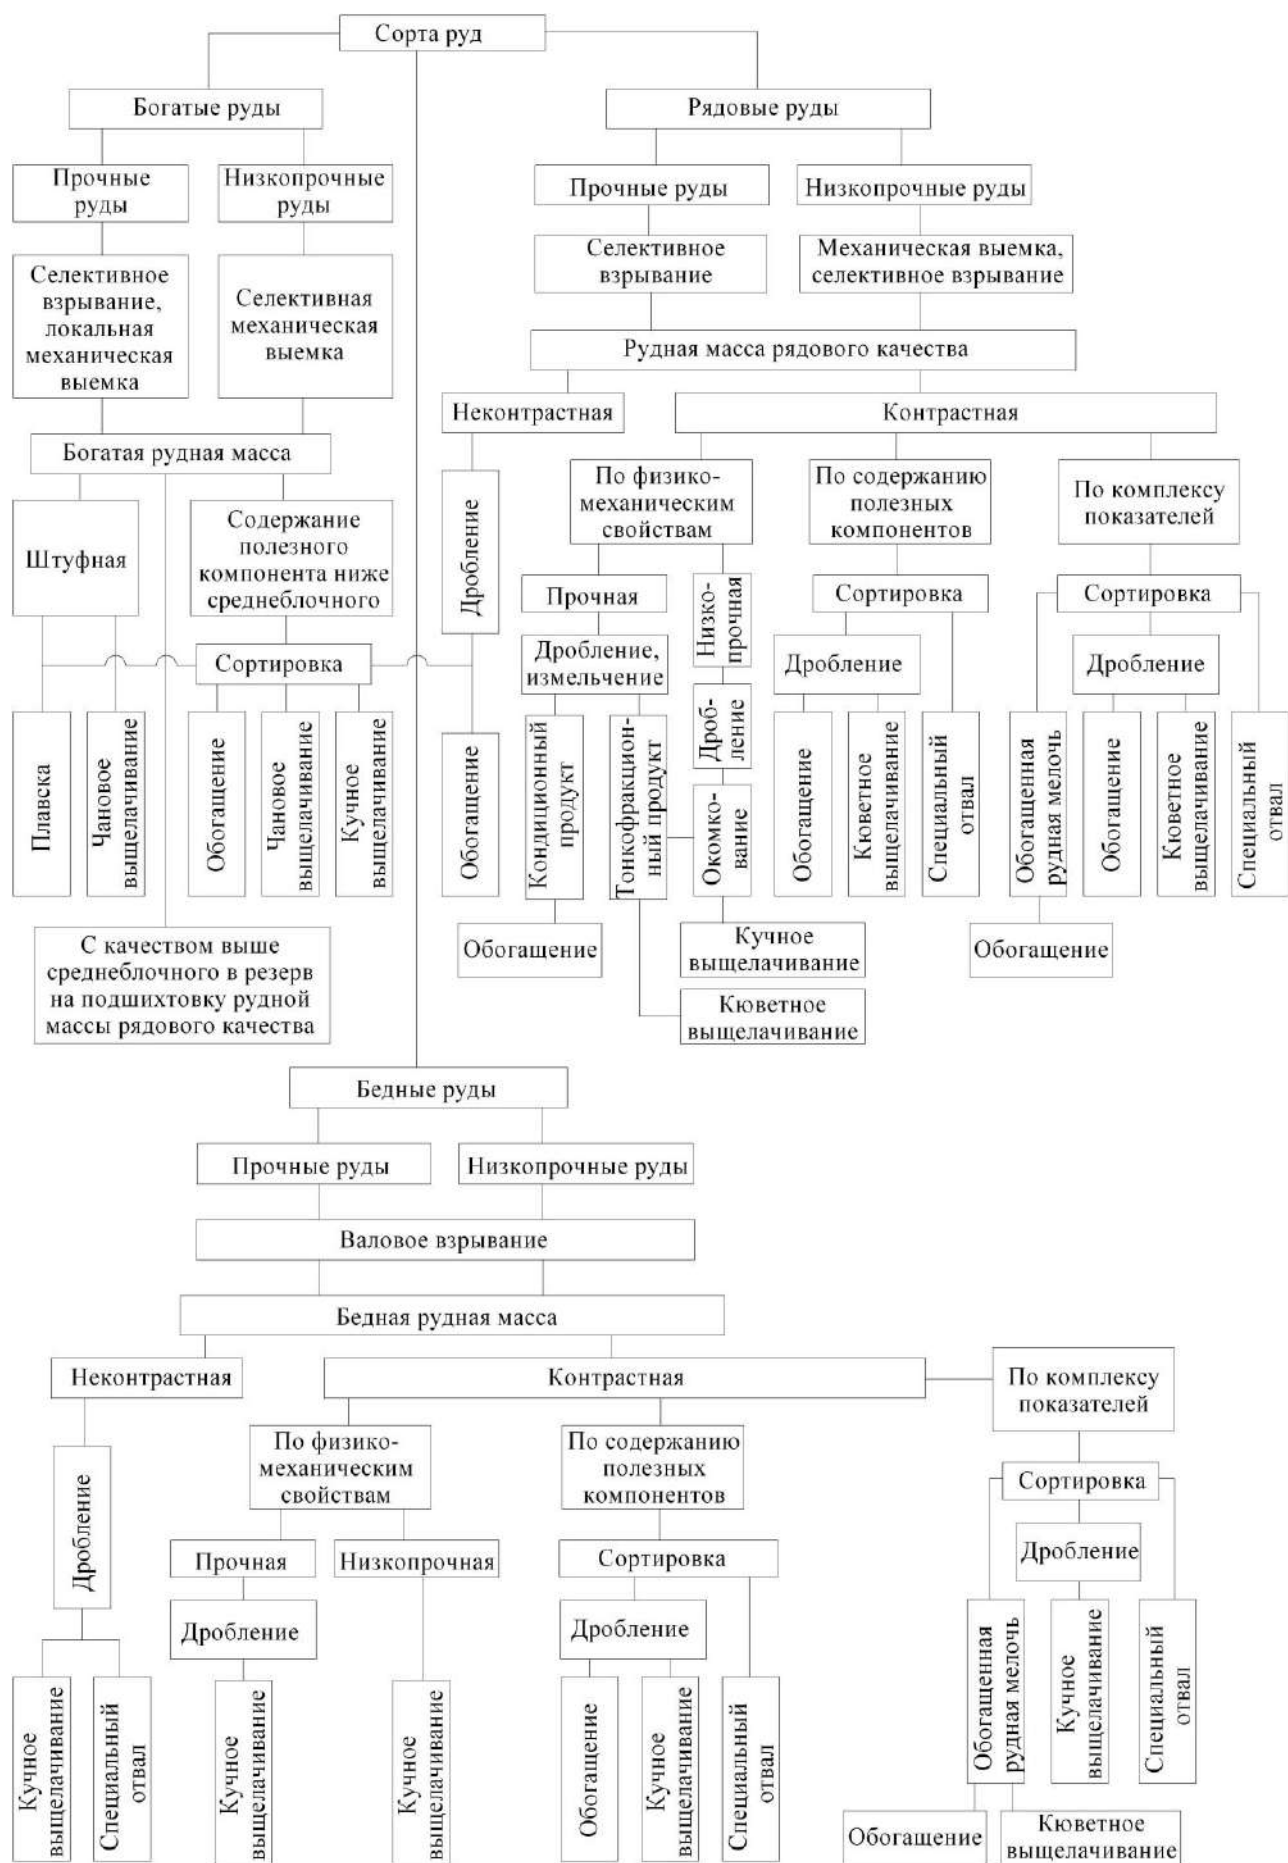 Сорта руд
Богатые руды
Рядовые руды
Прочные
руды
Низкопрочные
руды
Прочные руды
Низкопрочные руды
Селективное
взрывание,
локальная
механическая
выемка
Селективная
механическая
выемка
Селективное
взрывание
Механическая выемка,
селективное взрывание
Рудная масса рядового качества
Неконтрастная
Контрастная
Богатая рудная масса
Штуфная
Содержание
полезного
компонента ниже
среднеблочного
Дробление
По физико-
механическим
свойствам
По содержанию
полезных
компонентов
По комплексу
показателей
Прочная
Низко-
прочная
Сортировка
Сортировка
Сортировка
Дробление,
измельчение
Дроб-
ление
Дробление
Дробление
Плавска
Чановое
выщелачивание
Обогащение
Чановое
выщелачивание
Кучное
выщелачивание
Обогащение
Кондиционный
продукт
Тонкофракцион-
ный продукт
Окомко-
вание
Обогащение
Кюветное
выщелачивание
Специальный
отвал
Обогащенная
рудная мелочь
Обогащение
Кюветное
выщелачивание
Специальный
отвал
С качеством выше
среднеблочного в резерв
на подшихтовку рудной
массы рядового качества
Обогащение
Кучное
выщелачивание
Обогащение
Кюветное
выщелачивание
Бедные руды
Прочные руды
Низкопрочные руды
Валовое взрывание
Бедная рудная масса
Неконтрастная
Контрастная
По комплексу
показателей
Дробление
По физико-
механическим
свойствам
По содержанию
полезных
компонентов
Сортировка
Прочная
Низкопрочная
Сортировка
Дробление
Дробление
Дробление
Кучное
выщелачивание
Специальный
отвал
Кучное
выщелачивание
Кучное
выщелачивание
Обогащение
Кучное
выщелачивание
Специальный
отвал
Обогащенная
рудная мелочь
Кучное
выщелачивание
Специальный
отвал
Обогащение
Кюветное
выщелачивание